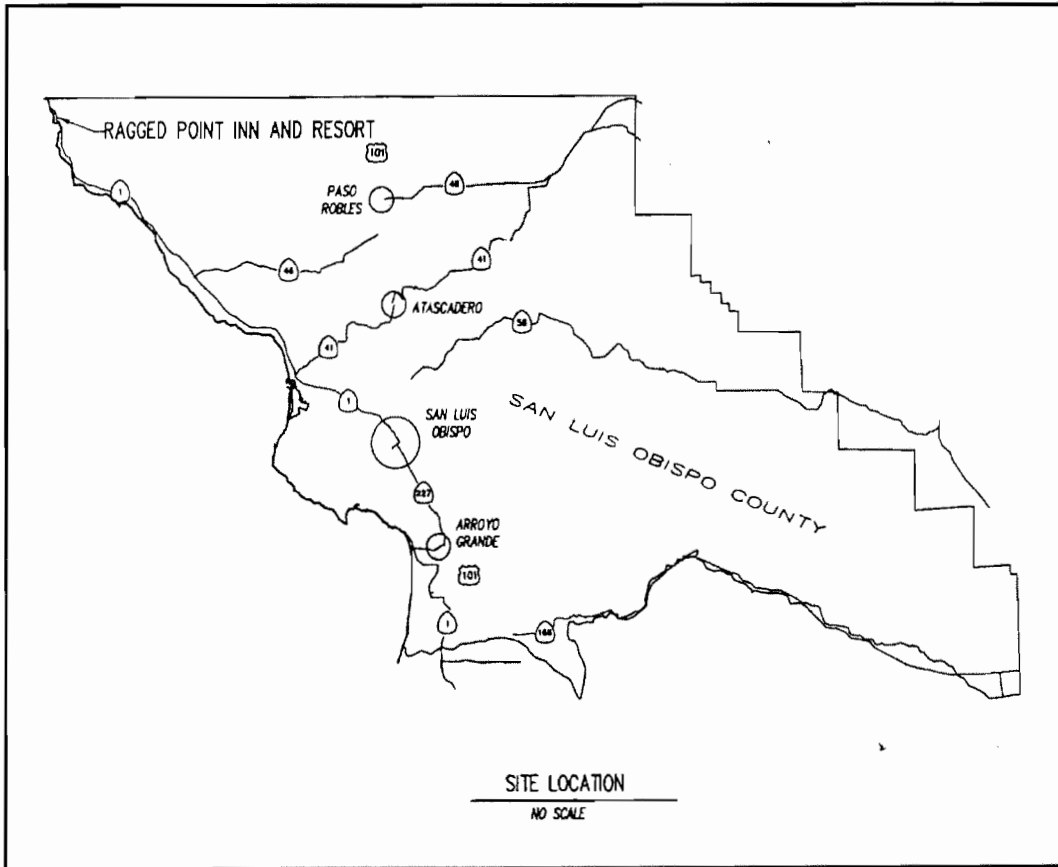 RAGGED POINT INN AND RESORT
101
PASO
ROBLES
46
1
46
41
ATASCADERO
58
41
1
SAN LUIS
OBISPO
SAN LUIS OBISPO COUNTY
227
ARROYO
GRANDE
101
1
166
SITE LOCATION
NO SCALE